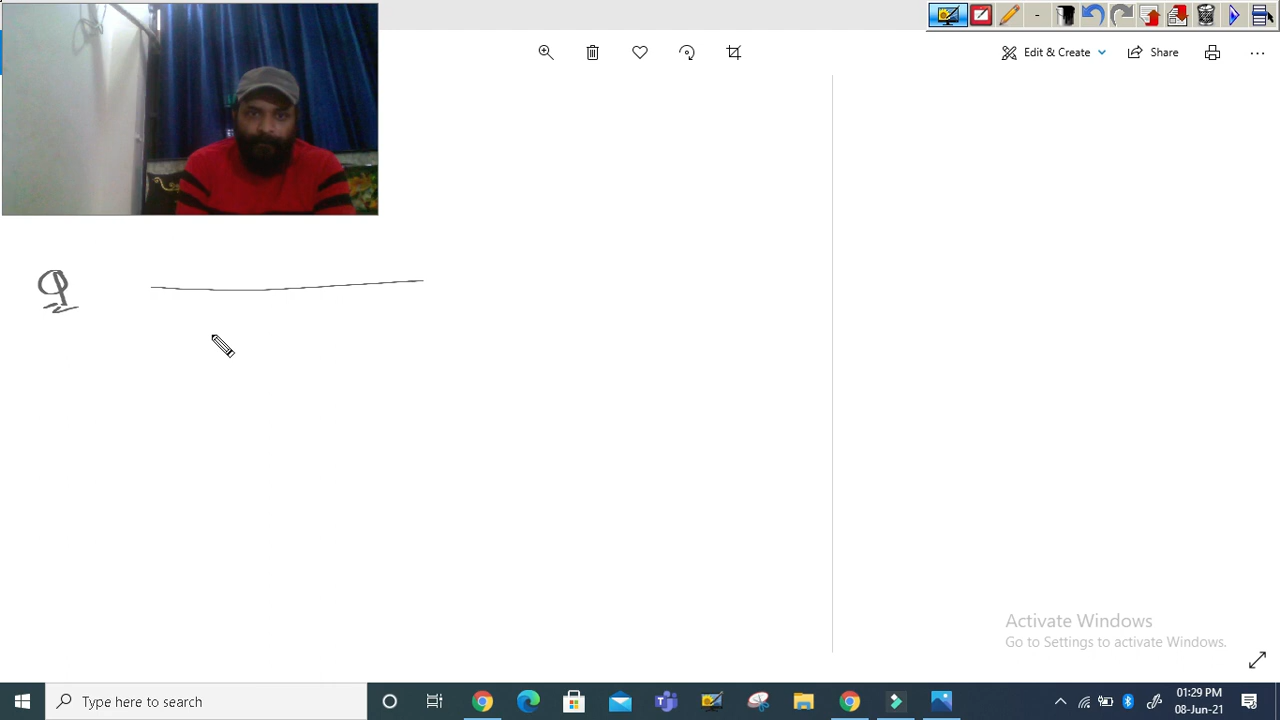 Edit & Create
Share
Q
Activate Windows
Go to Settings to activate Windows.
Type here to search
01:29 PM
08-Jun-21